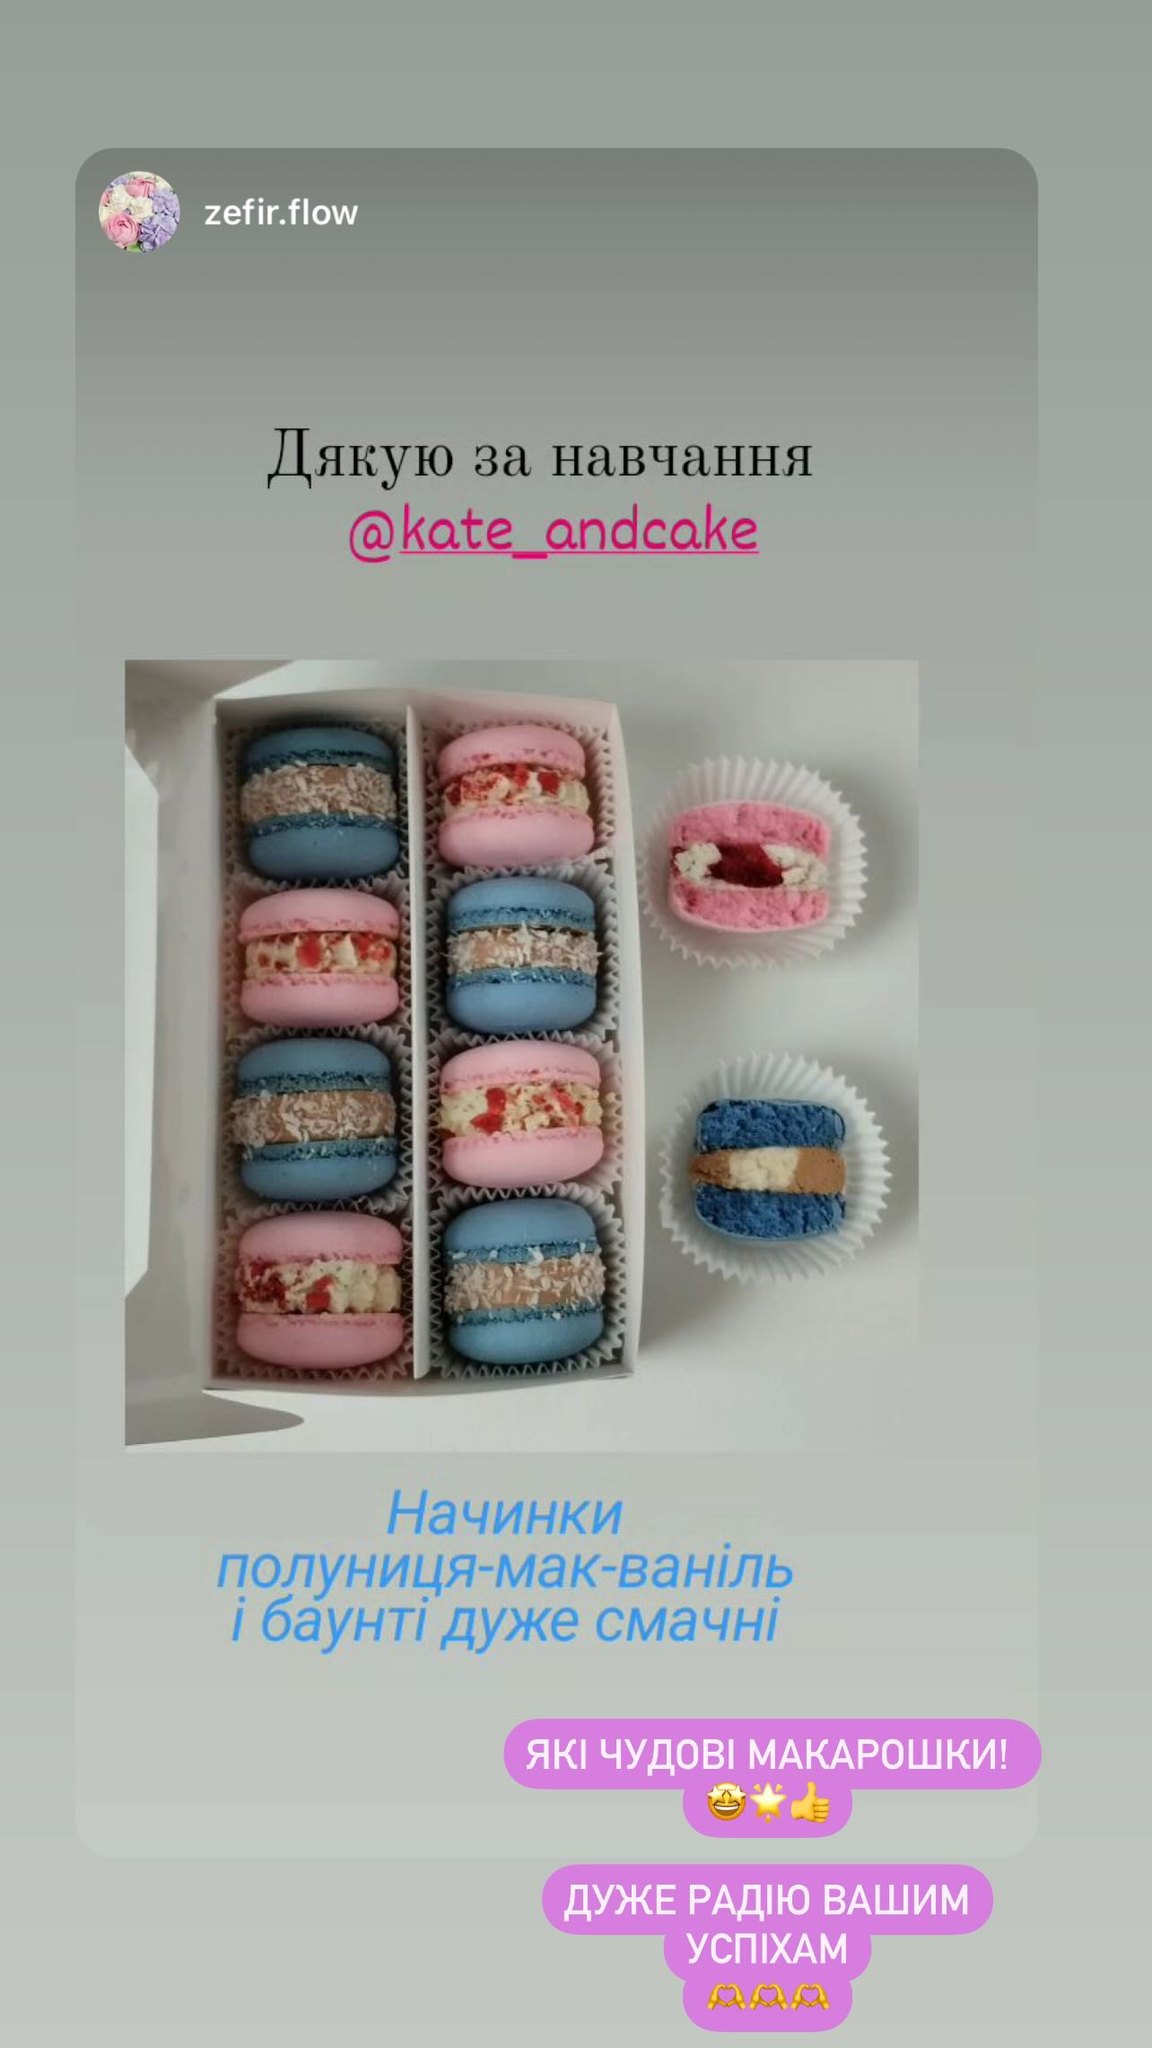 zefir.flow
Дякую за навчання
@kate_andcake
Начинки
полуниця-мак-ваніль
і баунті дуже смачні
ЯКІ ЧУДОВІ МАКАРОШКИ!
🤩🌟👍
ДУЖЕ РАДІЮ ВАШИМ
УСПІХАМ
🫶🫶🫶